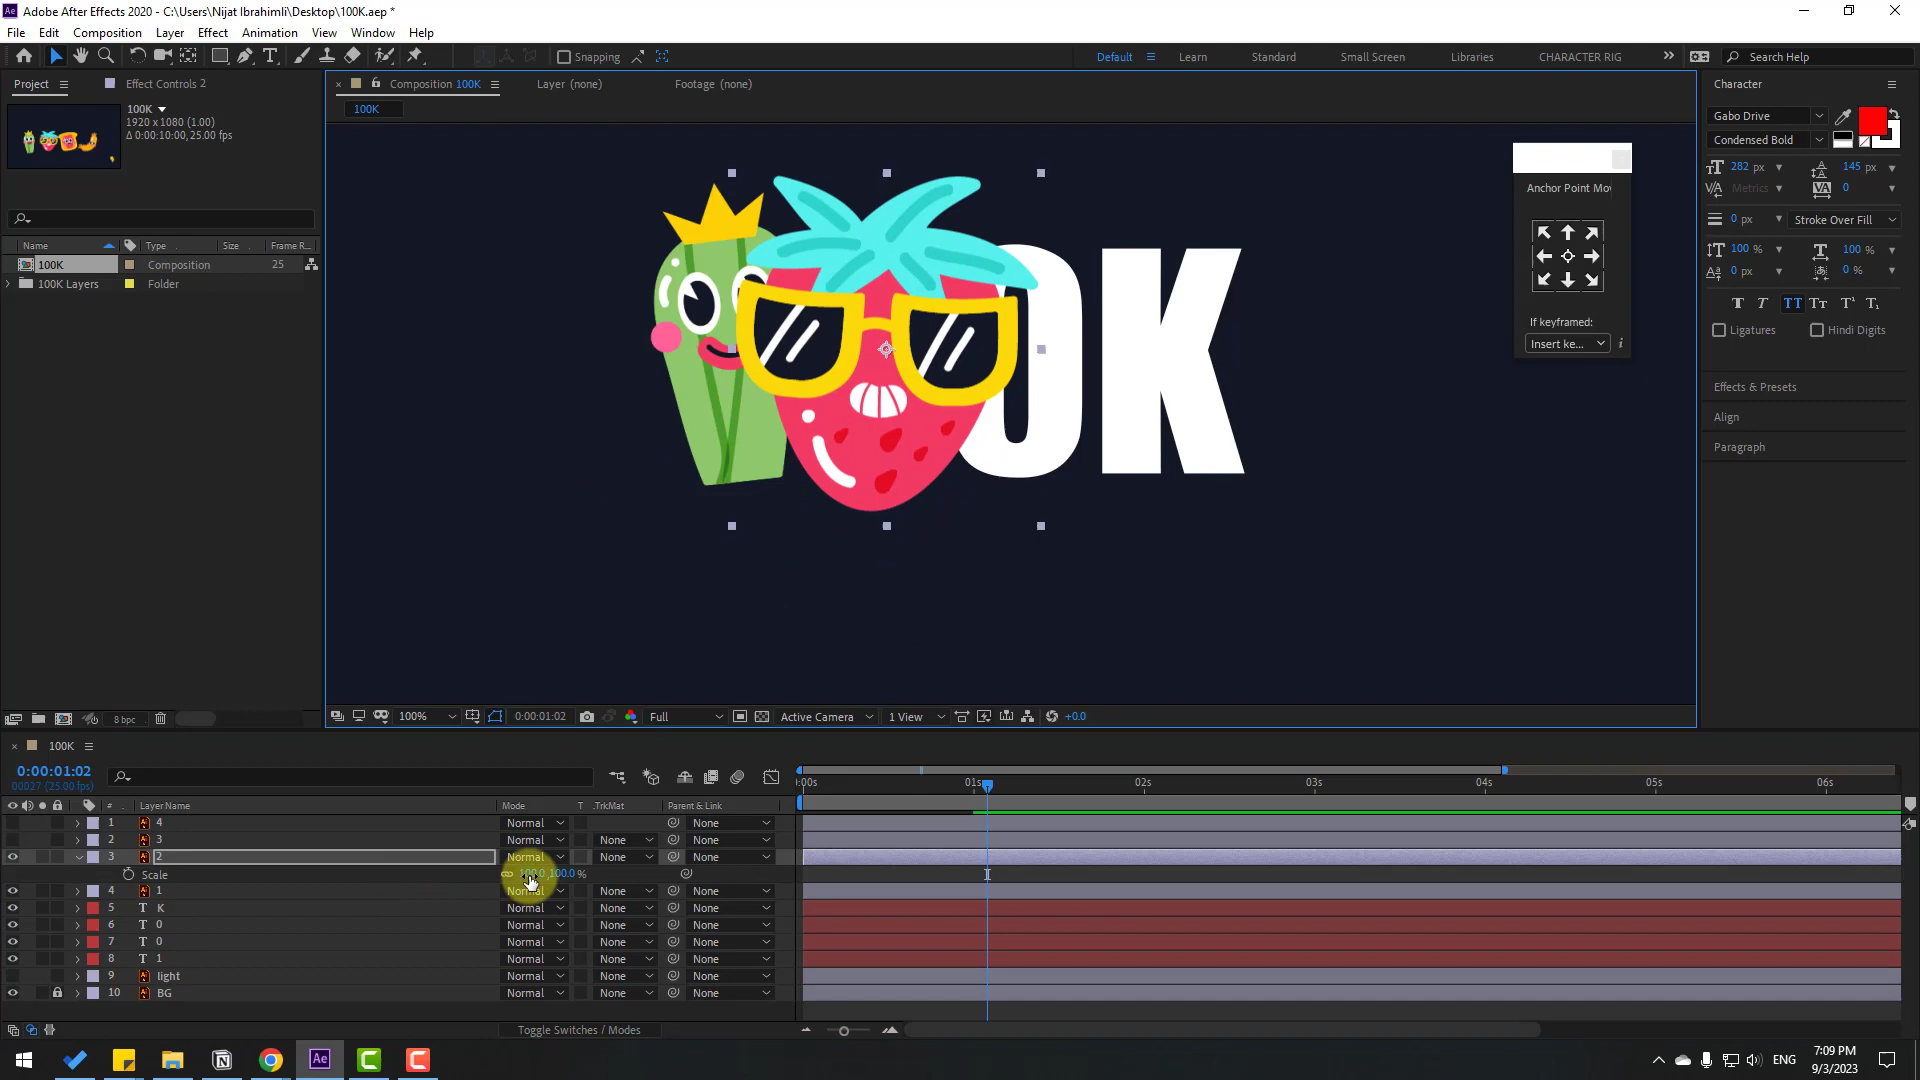 Adobe After Effects 2020 - C:\Users\Nijat Ibrahimli\Desktop\100K.aep *
File Edit Composition Layer Effect Animation View Window Help
Snapping
Default Learn Standard Small Screen Libraries CHARACTER RIG
Search Help
Project
Effect Controls 2
100K
1920 x 1080 (1.00)
Δ 0:00:10:00, 25.00 fps
Name Type Size Frame R...
100K Composition 25
100K Layers Folder
8 bpc
Composition 100K
Layer (none)
Footage (none)
100K
0K
Anchor Point Mov
If keyframed:
Insert ke...
100% 0:00:01:02 Full Active Camera 1 View +0.0
Character
Gabo Drive
Condensed Bold
282 px 145 px
Metrics 0
0 px Stroke Over Fill
100 % 100 %
0 px 0 %
Ligatures Hindi Digits
Effects & Presets
Align
Paragraph
100K
0:00:01:02
00027 (25.00 fps)
:00s 01s 02s 03s 04s 05s 06s
# Layer Name Mode T .TrkMat Parent & Link
1 4 Normal None
2 3 Normal None None
3 2 Normal None None
Scale 100.0,100.0 %
4 1 Normal None None
5 K Normal None None
6 0 Normal None None
7 0 Normal None None
8 1 Normal None None
9 light Normal None None
10 BG Normal None None
Toggle Switches / Modes
ENG
7:09 PM
9/3/2023